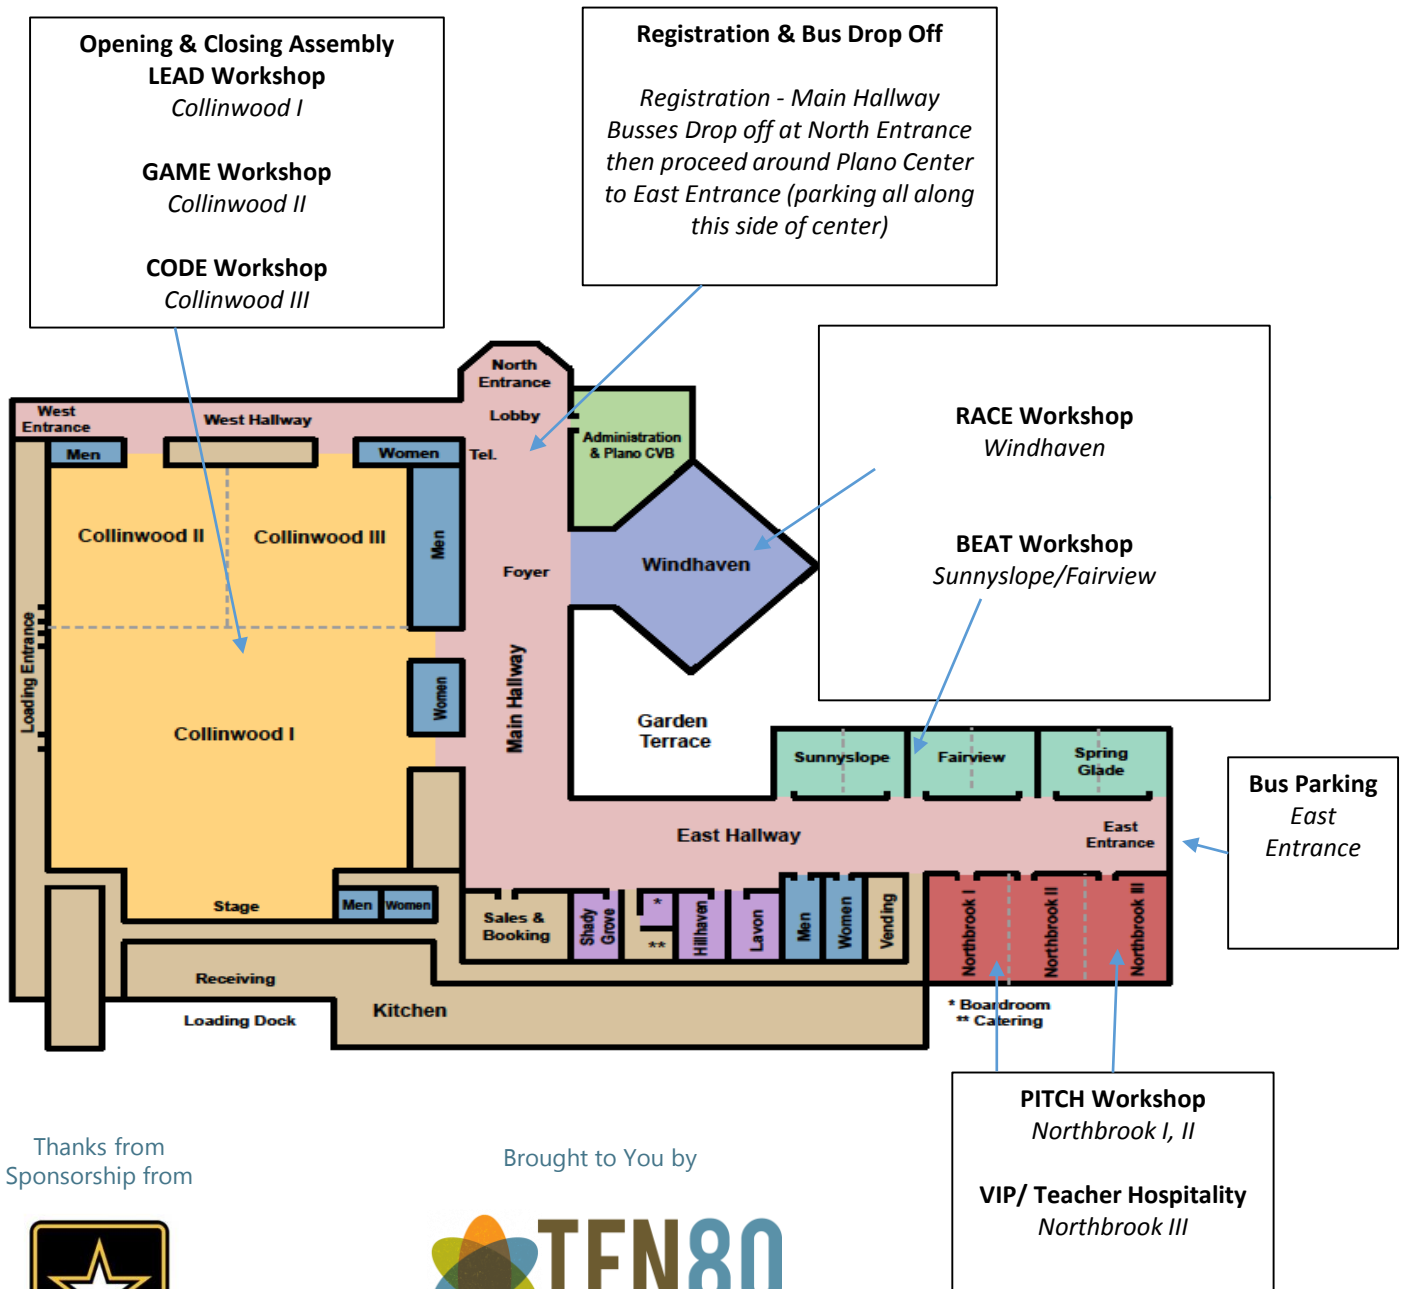 Opening & Closing Assembly
LEAD Workshop
Collinwood I
GAME Workshop
Collinwood II
CODE Workshop
Collinwood III
Registration & Bus Drop Off
Registration - Main Hallway
Busses Drop off at North Entrance
then proceed around Plano Center
to East Entrance (parking all along
this side of center)
RACE Workshop
Windhaven
BEAT Workshop
Sunnyslope/Fairview
North
Entrance
Lobby
West
Entrance
West Hallway
Men
Women
Tel.
Administration
& Plano CVB
Collinwood II
Collinwood III
Men
Foyer
Windhaven
Loading Entrance
Women
Main Hallway
Collinwood I
Garden
Terrace
Sunnyslope
Fairview
Spring
Glade
East Hallway
East
Entrance
Bus Parking
East
Entrance
Stage
Men
Women
Sales &
Booking
Shady
Grove
*
**
Hillhaven
Lavon
Men
Women
Vending
Northbrook I
Northbrook II
Northbrook III
Receiving
Loading Dock
Kitchen
* Boardroom
** Catering
PITCH Workshop
Northbrook I, II
VIP/ Teacher Hospitality
Northbrook III
Thanks from
Sponsorship from
Brought to You by
TEN80